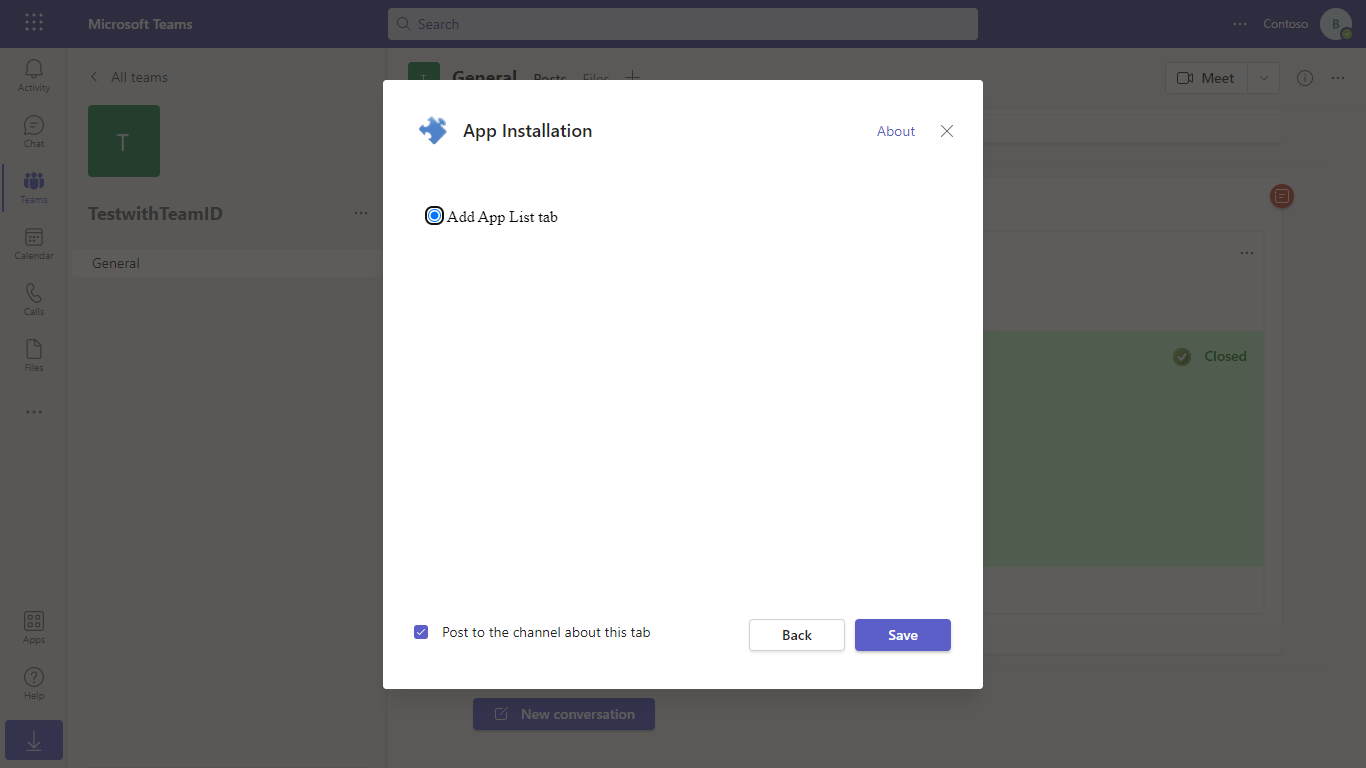 Microsoft Teams
Search
Contoso
B
Activity
Chat
Teams
Calendar
Calls
Files
Apps
Help
All teams
T
TestwithTeamID
General
T
General Posts Files
Meet
Closed
App Installation
About
Add App List tab
Post to the channel about this tab
Back
Save
New conversation